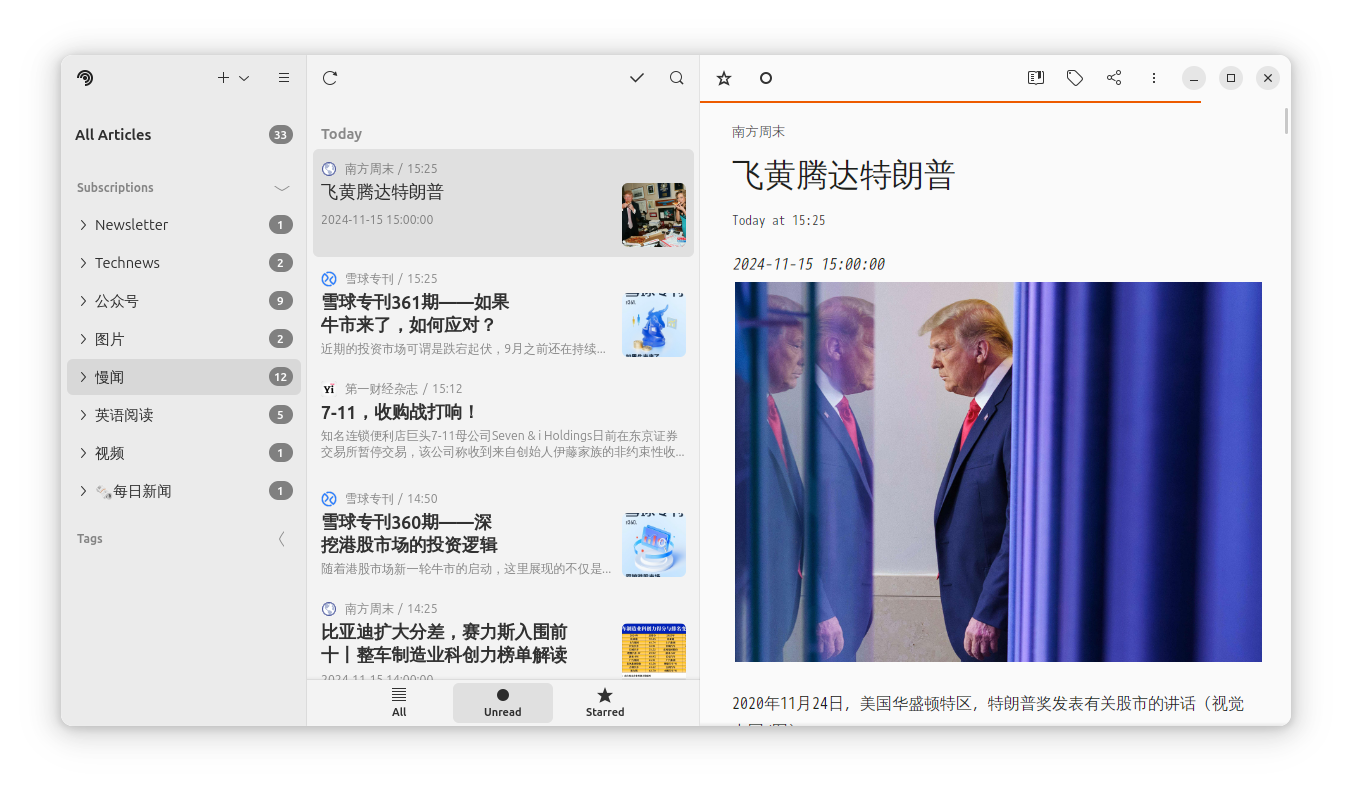 All Articles
33
Subscriptions
Newsletter
1
Technews
2
公众号
9
图片
2
慢闻
12
英语阅读
5
视频
1
🗞️每日新闻
1
Tags
Today
南方周末 / 15:25
飞黄腾达特朗普
2024-11-15 15:00:00
雪球专刊 / 15:25
雪球专刊361期——如果
牛市来了，如何应对？
近期的投资市场可谓是跌宕起伏，9月之前还在持续...
Yi 第一财经杂志 / 15:12
7-11，收购战打响！
知名连锁便利店巨头7-11母公司Seven & i Holdings日前在东京证券
交易所暂停交易，该公司称收到来自创始人伊藤家族的非约束性收...
雪球专刊 / 14:50
雪球专刊360期——深
挖港股市场的投资逻辑
随着港股市场新一轮牛市的启动，这里展现的不仅是...
南方周末 / 14:25
比亚迪扩大分差，赛力斯入围前
十丨整车制造业科创力榜单解读
2024-11-15 14:00:00
All
Unread
Starred
南方周末
飞黄腾达特朗普
Today at 15:25
2024-11-15 15:00:00
2020年11月24日，美国华盛顿特区，特朗普奖发表有关股市的讲话（视觉